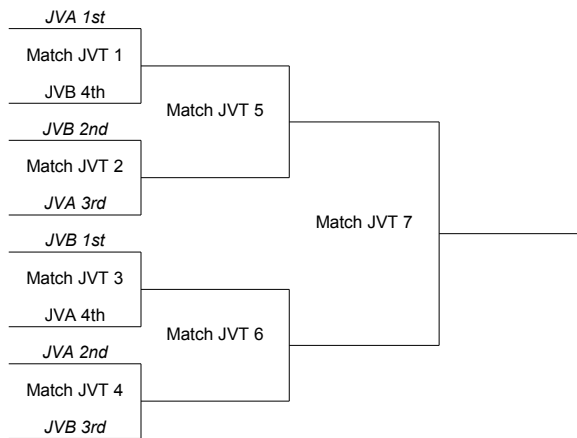 JVA 1st
Match JVT 1
JVB 4th
Match JVT 5
JVB 2nd
Match JVT 2
JVA 3rd
Match JVT 7
JVB 1st
Match JVT 3
JVA 4th
Match JVT 6
JVA 2nd
Match JVT 4
JVB 3rd